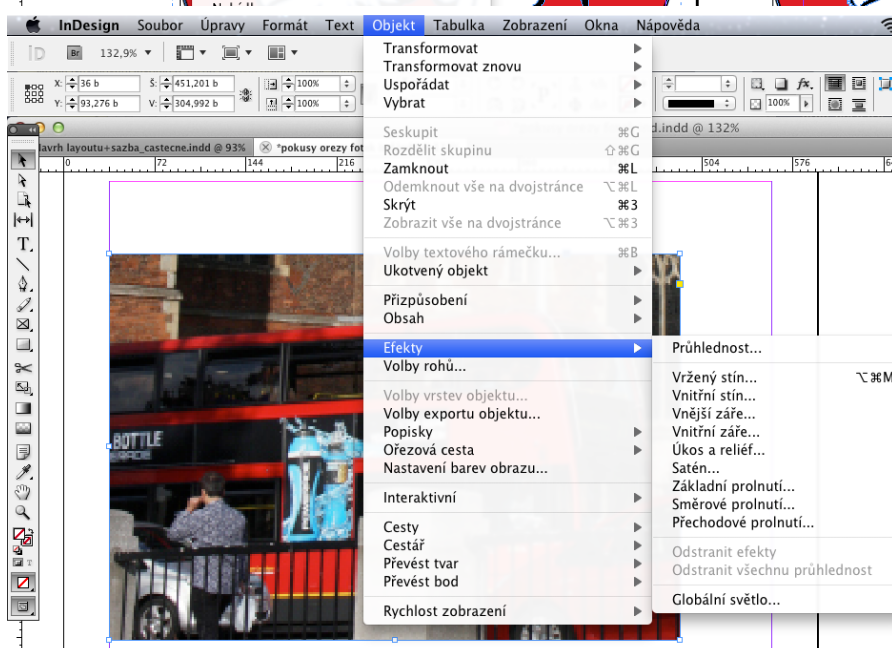 InDesign Soubor Úpravy Formát Text Objekt Tabulka Zobrazení Okna Nápověda
Br 132,9%
X: 36 b Š: 451,201 b 100%
Y: 93,276 b V: 304,992 b 100% 100%
avrh layoutu+sazba_castecne.indd @ 93% *pokusy orezy fot d.indd @ 132%
0 72 144 216 504 576
Transformovat
Transformovat znovu
Uspořádat
Vybrat
Seskupit ⌘G
Rozdělit skupinu ⇧⌘G
Zamknout ⌘L
Odemknout vše na dvojstránce ⌥⌘L
Skrýt ⌘3
Zobrazit vše na dvojstránce ⌥⌘3
Volby textového rámečku... ⌘B
Ukotvený objekt
Přizpůsobení
Obsah
Efekty
Volby rohů...
Volby vrstev objektu...
Volby exportu objektu...
Popisky
Ořezová cesta
Nastavení barev obrazu...
Interaktivní
Cesty
Cestář
Převést tvar
Převést bod
Rychlost zobrazení
Průhlednost...
Vržený stín... ⌥⌘M
Vnitřní stín...
Vnější záře...
Vnitřní záře...
Úkos a reliéf...
Satén...
Základní prolnutí...
Směrové prolnutí...
Přechodové prolnutí...
Odstranit efekty
Odstranit všechnu průhlednost
Globální světlo...
BOTTLE